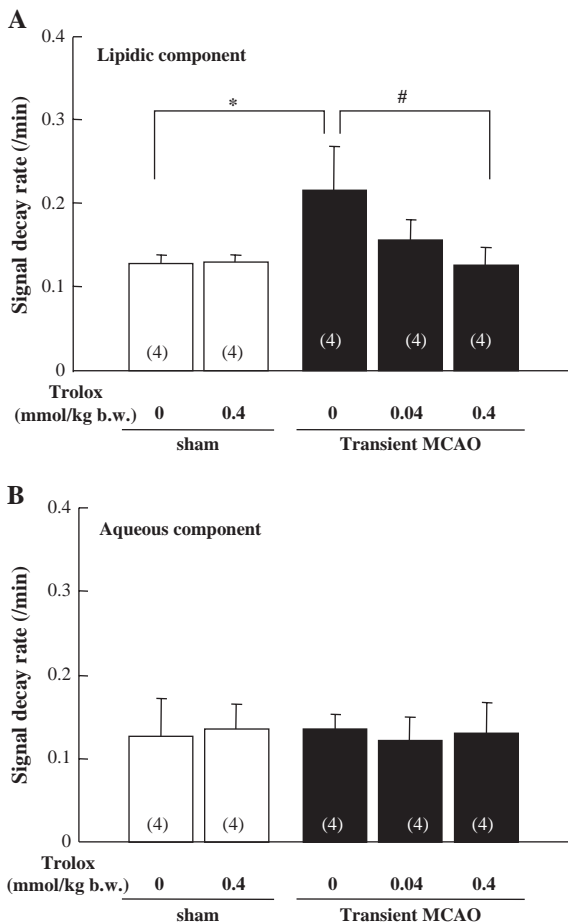 A
Lipidic component
0.4
0.3
0.2
0.1
0
Signal decay rate (/min)
* #
(4) (4) (4) (4) (4)
Trolox
(mmol/kg b.w.) 0 0.4 0 0.04 0.4
sham Transient MCAO
B
Aqueous component
0.4
0.3
0.2
0.1
0
Signal decay rate (/min)
(4) (4) (4) (4) (4)
Trolox
(mmol/kg b.w.) 0 0.4 0 0.04 0.4
sham Transient MCAO